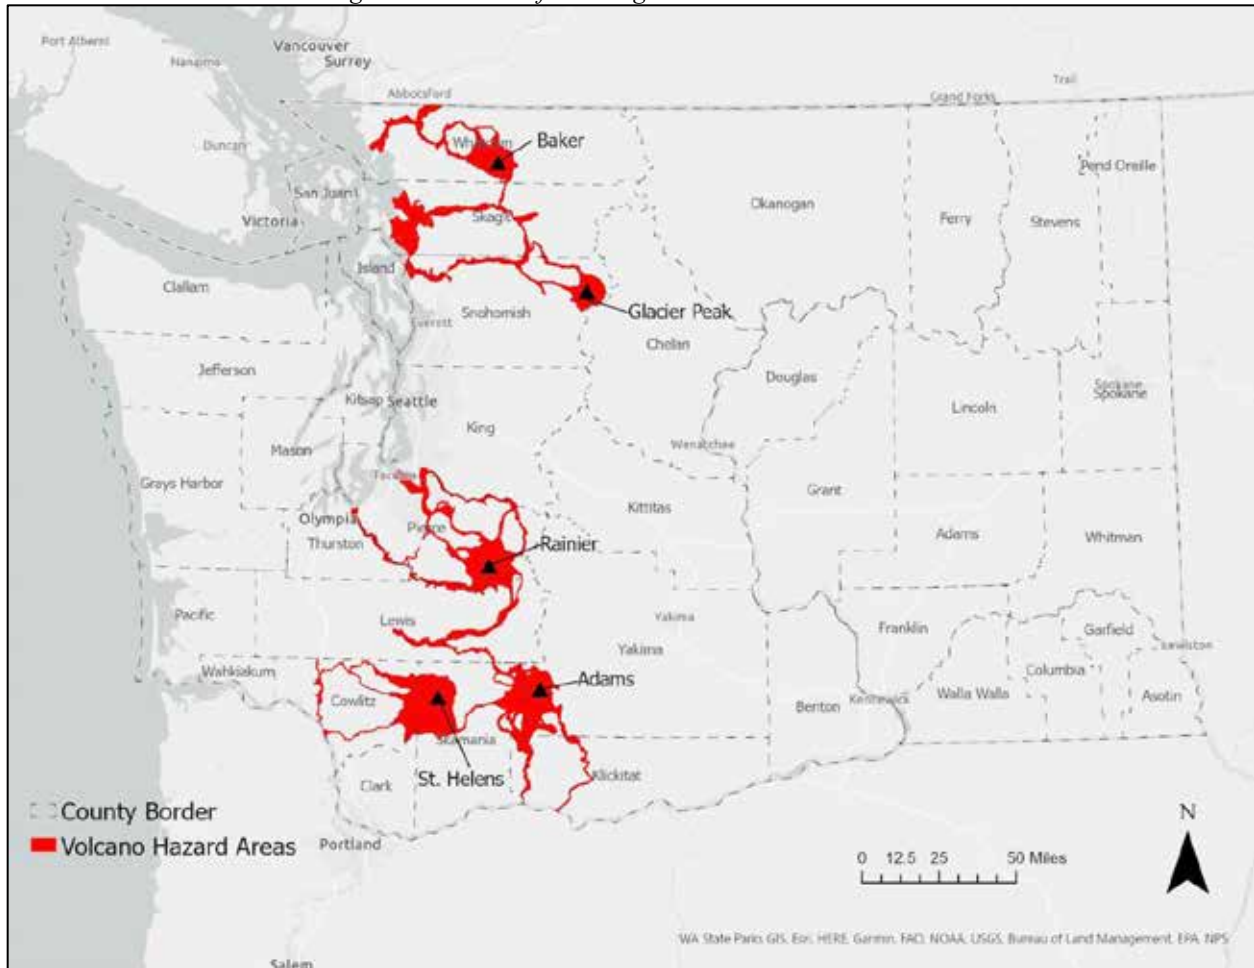 Port Alberni
Nanaimo
Vancouver
Surrey
Abbotsford
Trail
Grand Forks
Duncan
Whatcom
Baker
Pend Oreille
San Juan
Victoria
Skagit
Okanogan
Ferry
Stevens
Island
Clallam
Snohomish
Everett
Glacier Peak
Chelan
Jefferson
Douglas
Kitsap
Seattle
Lincoln
Spokane
Spokane
King
Mason
Wenatchee
Tacoma
Grays Harbor
Grant
Kittitas
Olympia
Pierce
Thurston
Rainier
Adams
Whitman
Pacific
Lewis
Yakima
Yakima
Franklin
Garfield
Lewiston
Wahkiakum
Adams
Columbia
Walla Walla
Asotin
Cowlitz
Benton
Kennewick
Skamania
St. Helens
Klickitat
Clark
County Border
Volcano Hazard Areas
Portland
N
0 12.5 25 50 Miles
WA State Parks GIS, Esri, HERE, Garmin, FAO, NOAA, USGS, Bureau of Land Management, EPA, NPS
Salem